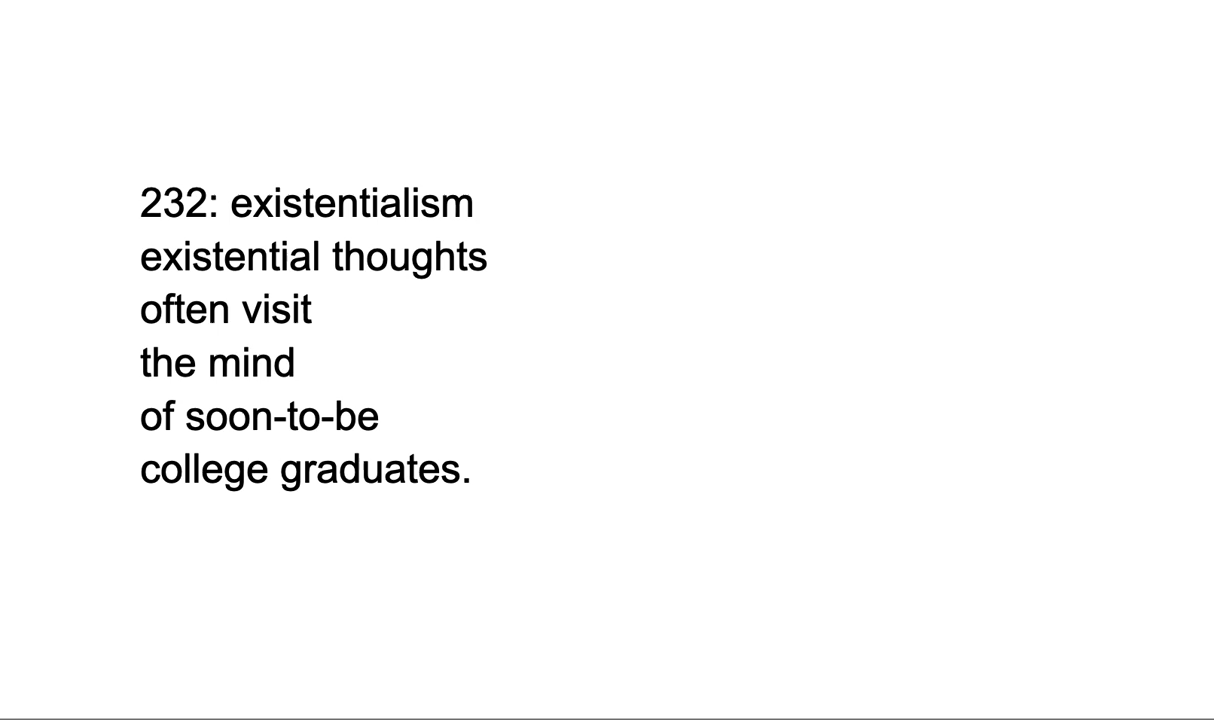 232: existentialism
existential thoughts
often visit
the mind
of soon-to-be
college graduates.